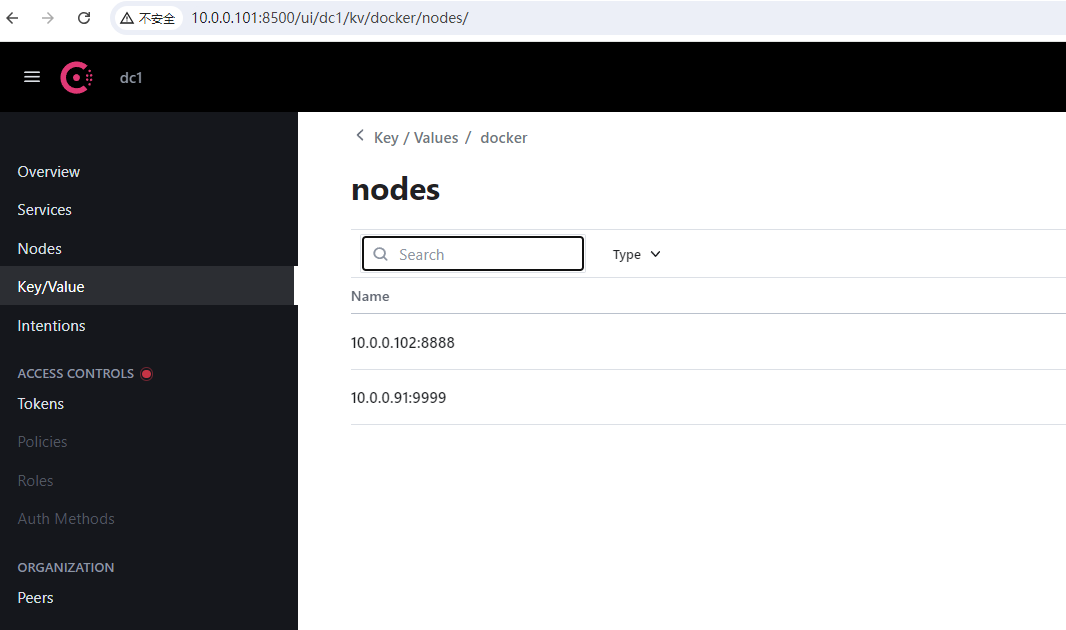 不安全 10.0.0.101:8500/ui/dc1/kv/docker/nodes/
dc1
Overview
Services
Nodes
Key/Value
Intentions
ACCESS CONTROLS
Tokens
Policies
Roles
Auth Methods
ORGANIZATION
Peers
Key / Values / docker
nodes
Search Type
Name
10.0.0.102:8888
10.0.0.91:9999